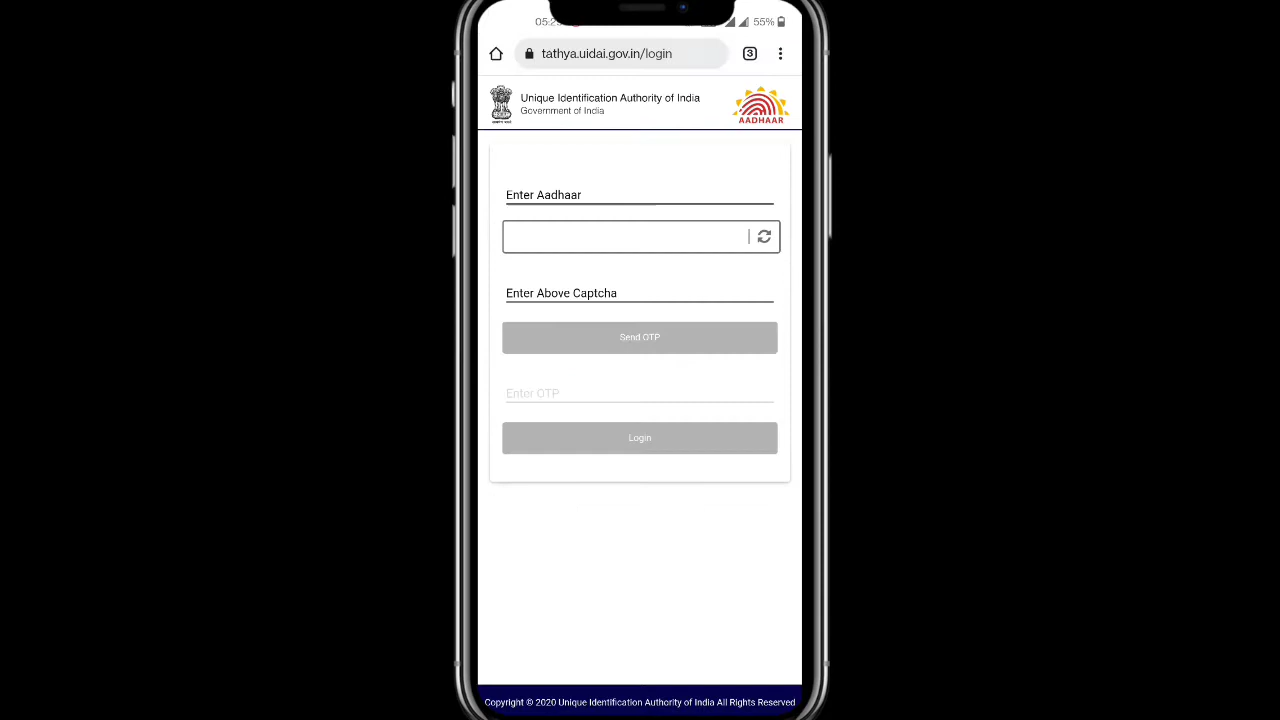 55%
tathya.uidai.gov.in/login
3
Unique Identification Authority of India
Government of India
AADHAAR
Enter Aadhaar
Enter Above Captcha
Send OTP
Enter OTP
Login
Copyright © 2020 Unique Identification Authority of India All Rights Reserved